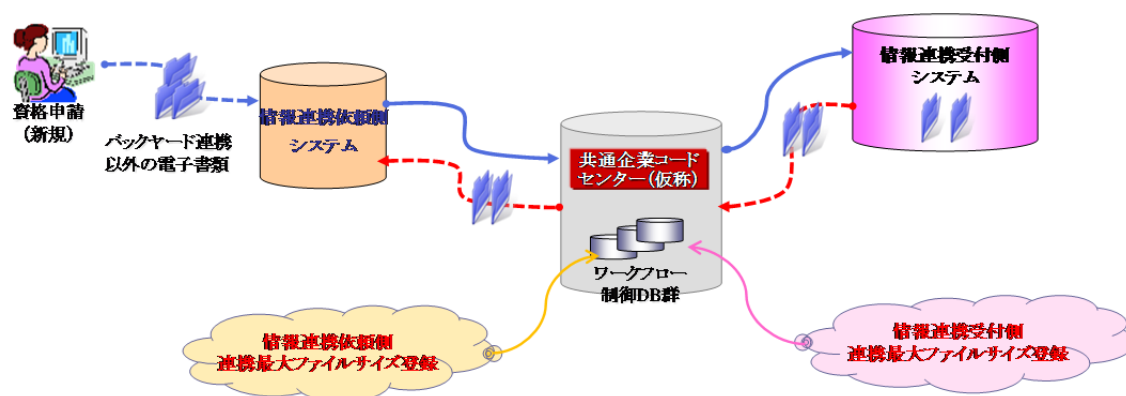 資格申請
（新規）
バックヤード連携
以外の電子書類
情報連携依頼側
システム
共通企業コード
センター（仮称）
ワークフロー
制御DB群
情報連携受付側
システム
情報連携依頼側
連携最大ファイルサイズ登録
情報連携受付側
連携最大ファイルサイズ登録